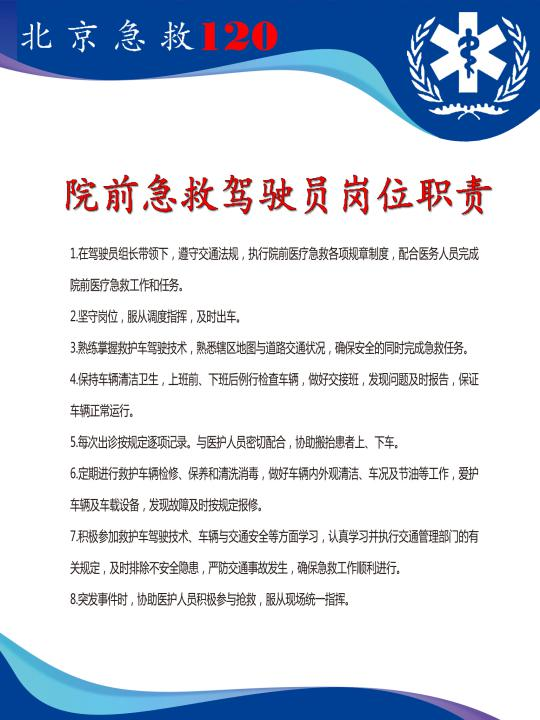 北京急救120
院前急救驾驶员岗位职责
1.在驾驶员组长带领下，遵守交通法规，执行院前医疗急救各项规章制度，配合医务人员完成
院前医疗急救工作和任务。
2.坚守岗位，服从调度指挥，及时出车。
3.熟练掌握救护车驾驶技术，熟悉辖区地图与道路交通状况，确保安全的同时完成急救任务。
4.保持车辆清洁卫生，上班前、下班后例行检查车辆，做好交接班，发现问题及时报告，保证
车辆正常运行。
5.每次出诊按规定逐项记录。与医护人员密切配合，协助搬抬患者上、下车。
6.定期进行救护车辆检修、保养和清洗消毒，做好车辆内外观清洁、车况及节油等工作，爱护
车辆及车载设备，发现故障及时按规定报修。
7.积极参加救护车驾驶技术、车辆与交通安全等方面学习，认真学习并执行交通管理部门的有
关规定，及时排除不安全隐患，严防交通事故发生，确保急救工作顺利进行。
8.突发事件时，协助医护人员积极参与抢救，服从现场统一指挥。